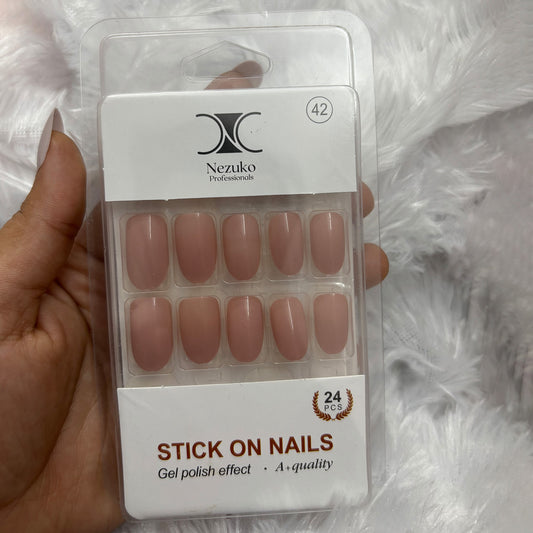 42
Nezuko
Professionals
24
PCS
STICK ON NAILS
Gel polish effect · A+quality